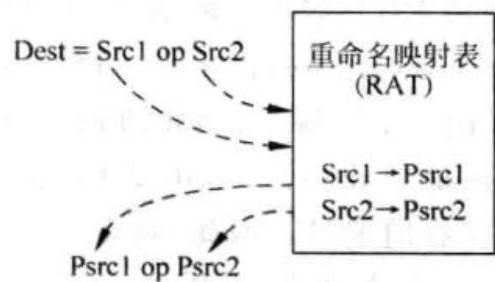 Dest = Src1 op Src2
重命名映射表
(RAT)
Src1→Psrc1
Src2→Psrc2
Psrc1 op Psrc2